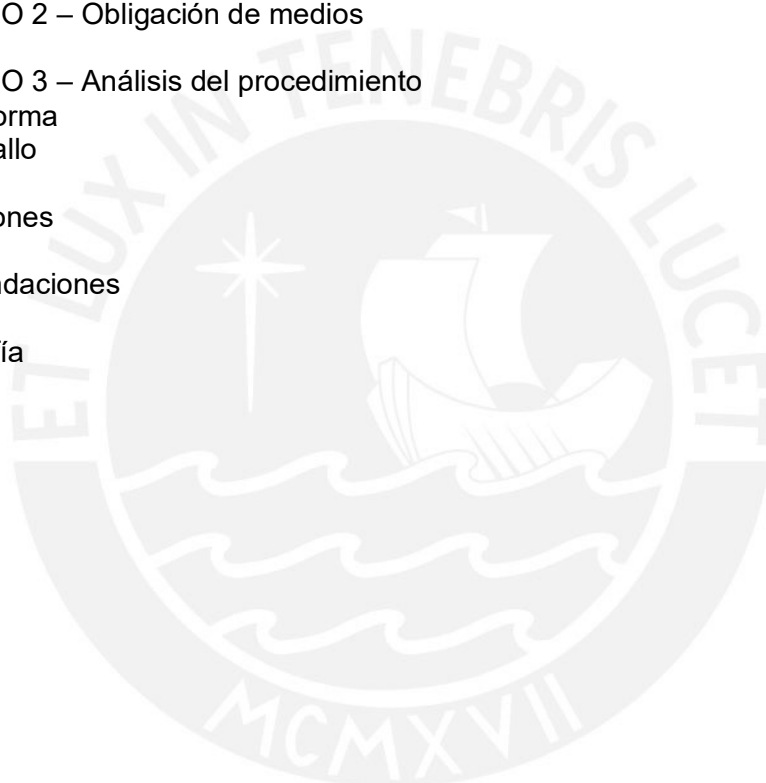 O 2 – Obligación de medios
O 3 – Análisis del procedimiento
orma
allo
ones
ndaciones
ía
ET LUX IN TENEBRIS LUCET
MCMXVII